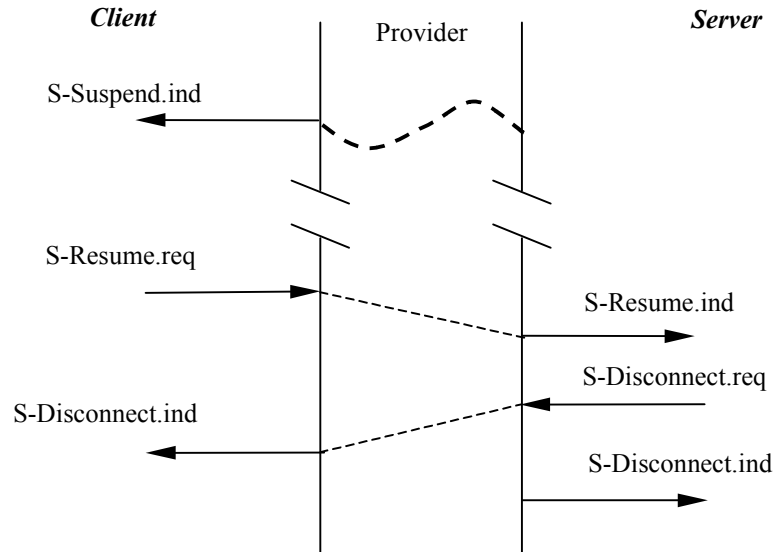 Client
Provider
Server
S-Suspend.ind
S-Resume.req
S-Resume.ind
S-Disconnect.req
S-Disconnect.ind
S-Disconnect.ind